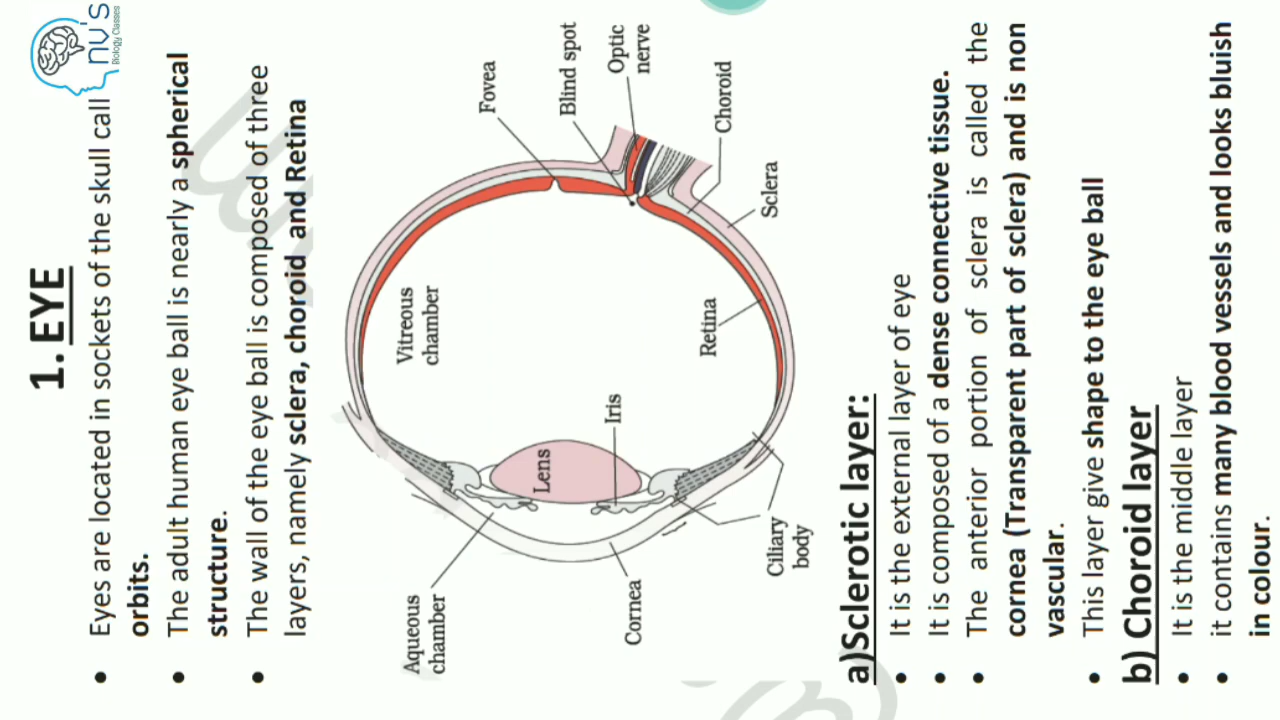 nv's
Biology Classes
1. EYE
• Eyes are located in sockets of the skull call
orbits.
• The adult human eye ball is nearly a spherical
structure.
• The wall of the eye ball is composed of three
layers, namely sclera, choroid and Retina
Aqueous
chamber
Cornea
Vitreous
chamber
Lens
Iris
Ciliary
body
Retina
Fovea
Blind spot
Optic
nerve
Choroid
Sclera
a)Sclerotic layer:
• It is the external layer of eye
• It is composed of a dense connective tissue.
• The anterior portion of sclera is called the
cornea (Transparent part of sclera) and is non
vascular.
• This layer give shape to the eye ball
b) Choroid layer
• It is the middle layer
• it contains many blood vessels and looks bluish
in colour.